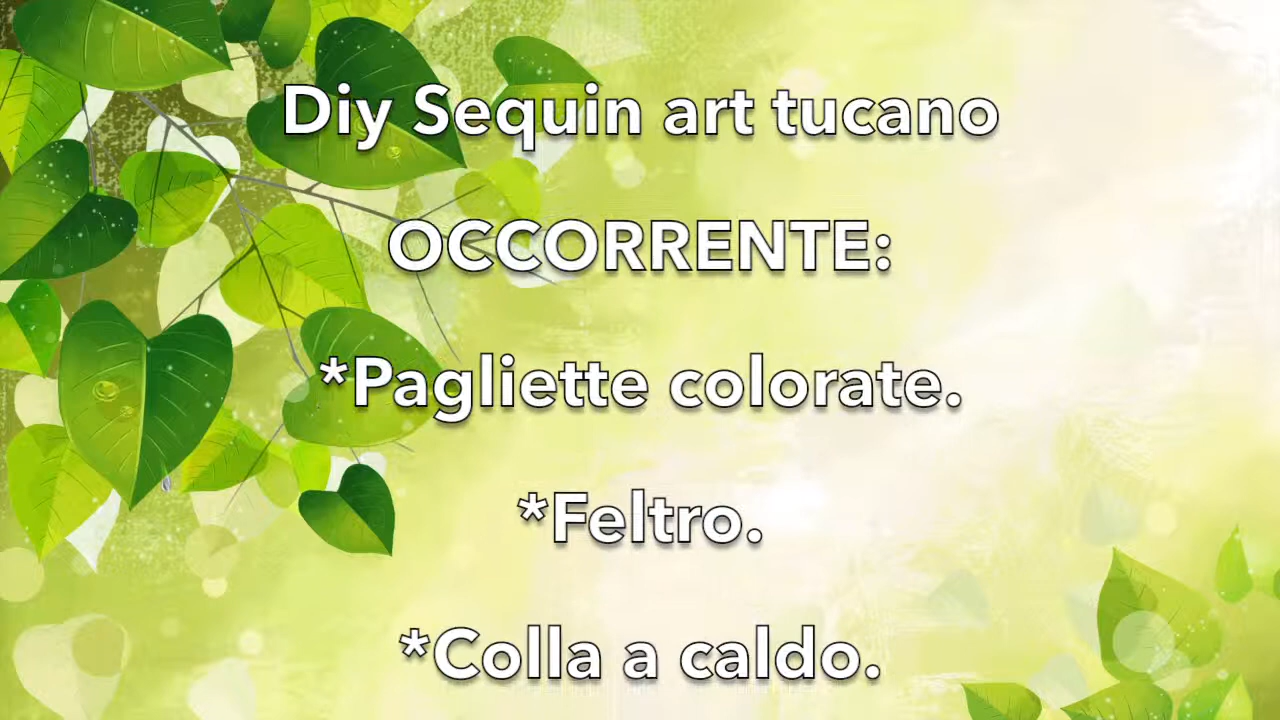 Diy Sequin art tucano
OCCORRENTE:
*Pagliette colorate.
*Feltro.
*Colla a caldo.